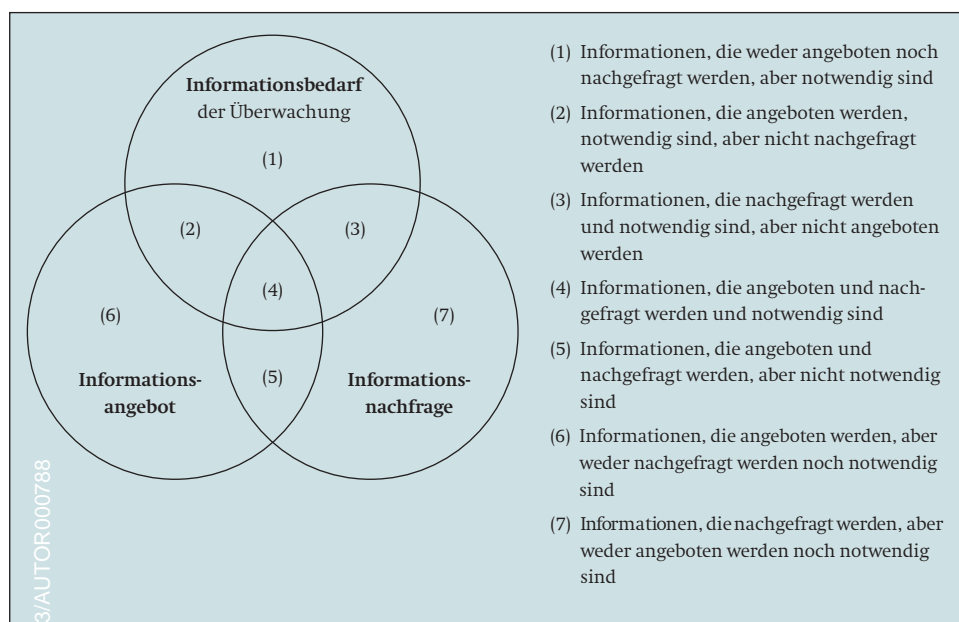 Informationsbedarf
der Überwachung
(1)
(2)
(3)
(4)
(6)
(7)
(5)
Informations-
angebot
Informations-
nachfrage
(1) Informationen, die weder angeboten noch
nachgefragt werden, aber notwendig sind
(2) Informationen, die angeboten werden,
notwendig sind, aber nicht nachgefragt
werden
(3) Informationen, die nachgefragt werden
und notwendig sind, aber nicht angeboten
werden
(4) Informationen, die angeboten und nach-
gefragt werden und notwendig sind
(5) Informationen, die angeboten und
nachgefragt werden, aber nicht notwendig
sind
(6) Informationen, die angeboten werden, aber
weder nachgefragt werden noch notwendig
sind
(7) Informationen, die nachgefragt werden, aber
weder angeboten werden noch notwendig
sind
3/AUTOR000788